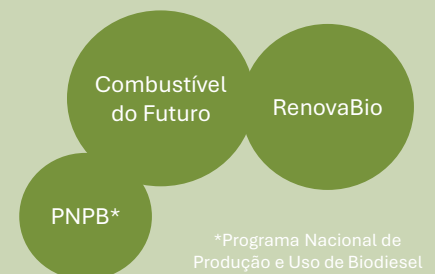 Combustível
do Futuro
RenovaBio
PNPB*
*Programa Nacional de
Produção e Uso de Biodiesel